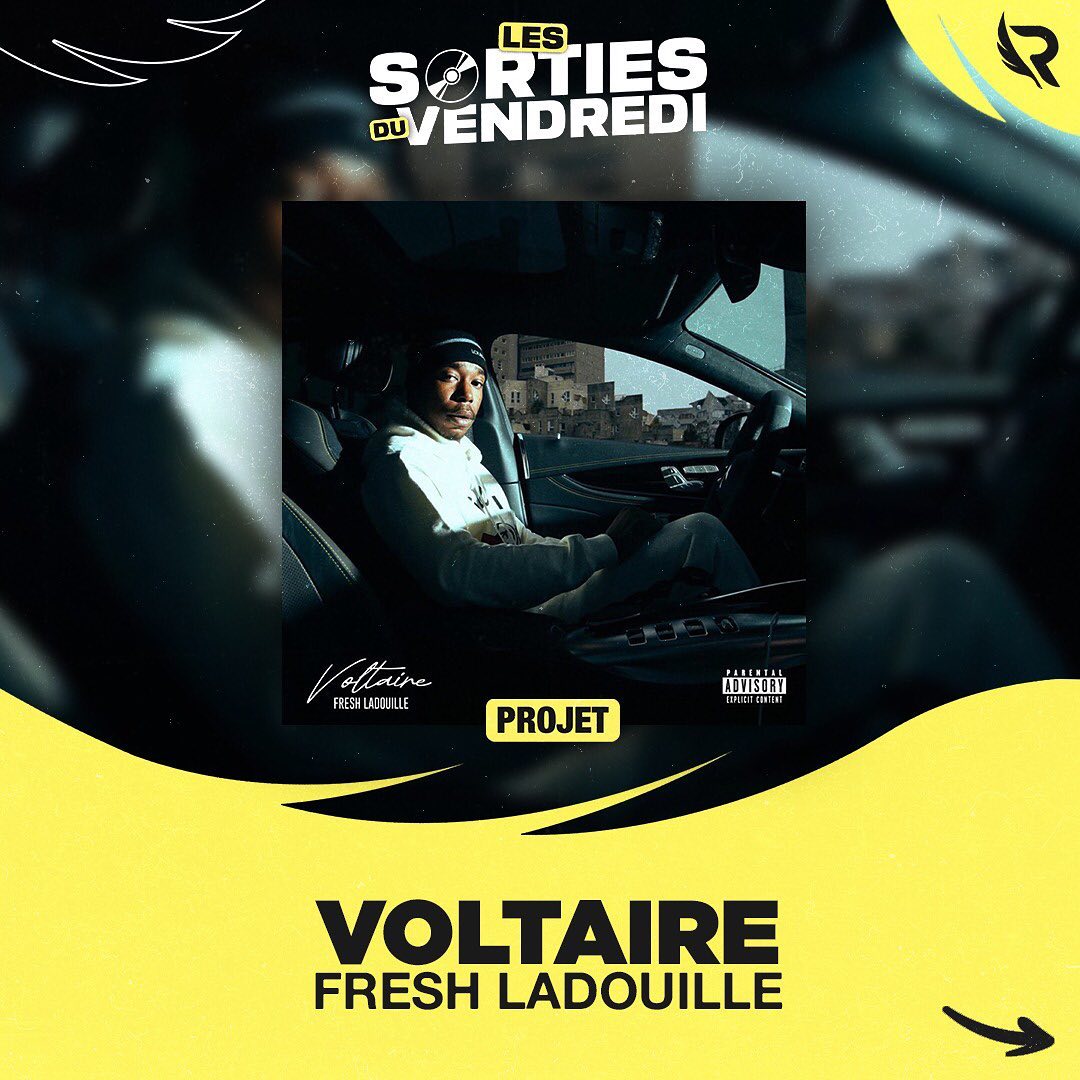 LES
SORTIES
DU VENDREDI
Voltaire
FRESH LADOUILLE
PARENTAL
ADVISORY
EXPLICIT CONTENT
PROJET
VOLTAIRE
FRESH LADOUILLE